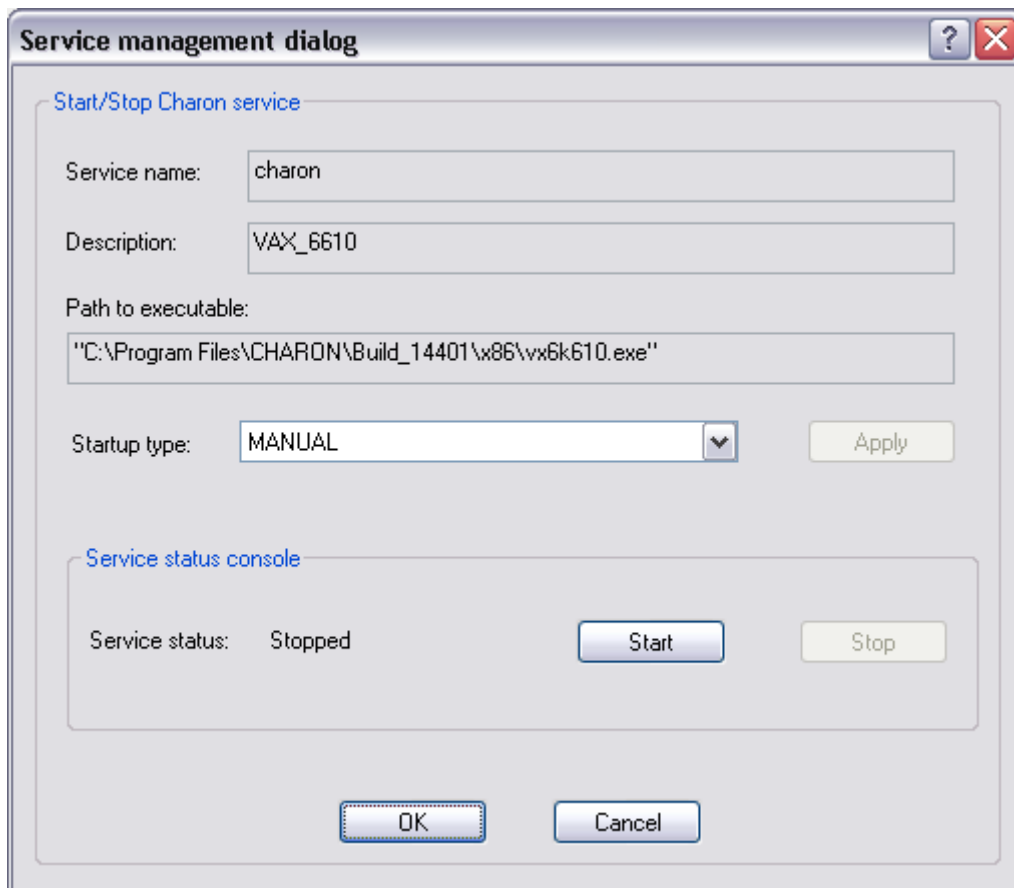 Service management dialog
Start/Stop Charon service
Service name: charon
Description: VAX_6610
Path to executable:
"C:\Program Files\CHARON\Build_14401\x86\vx6k610.exe"
Startup type: MANUAL Apply
Service status console
Service status: Stopped Start Stop
OK Cancel